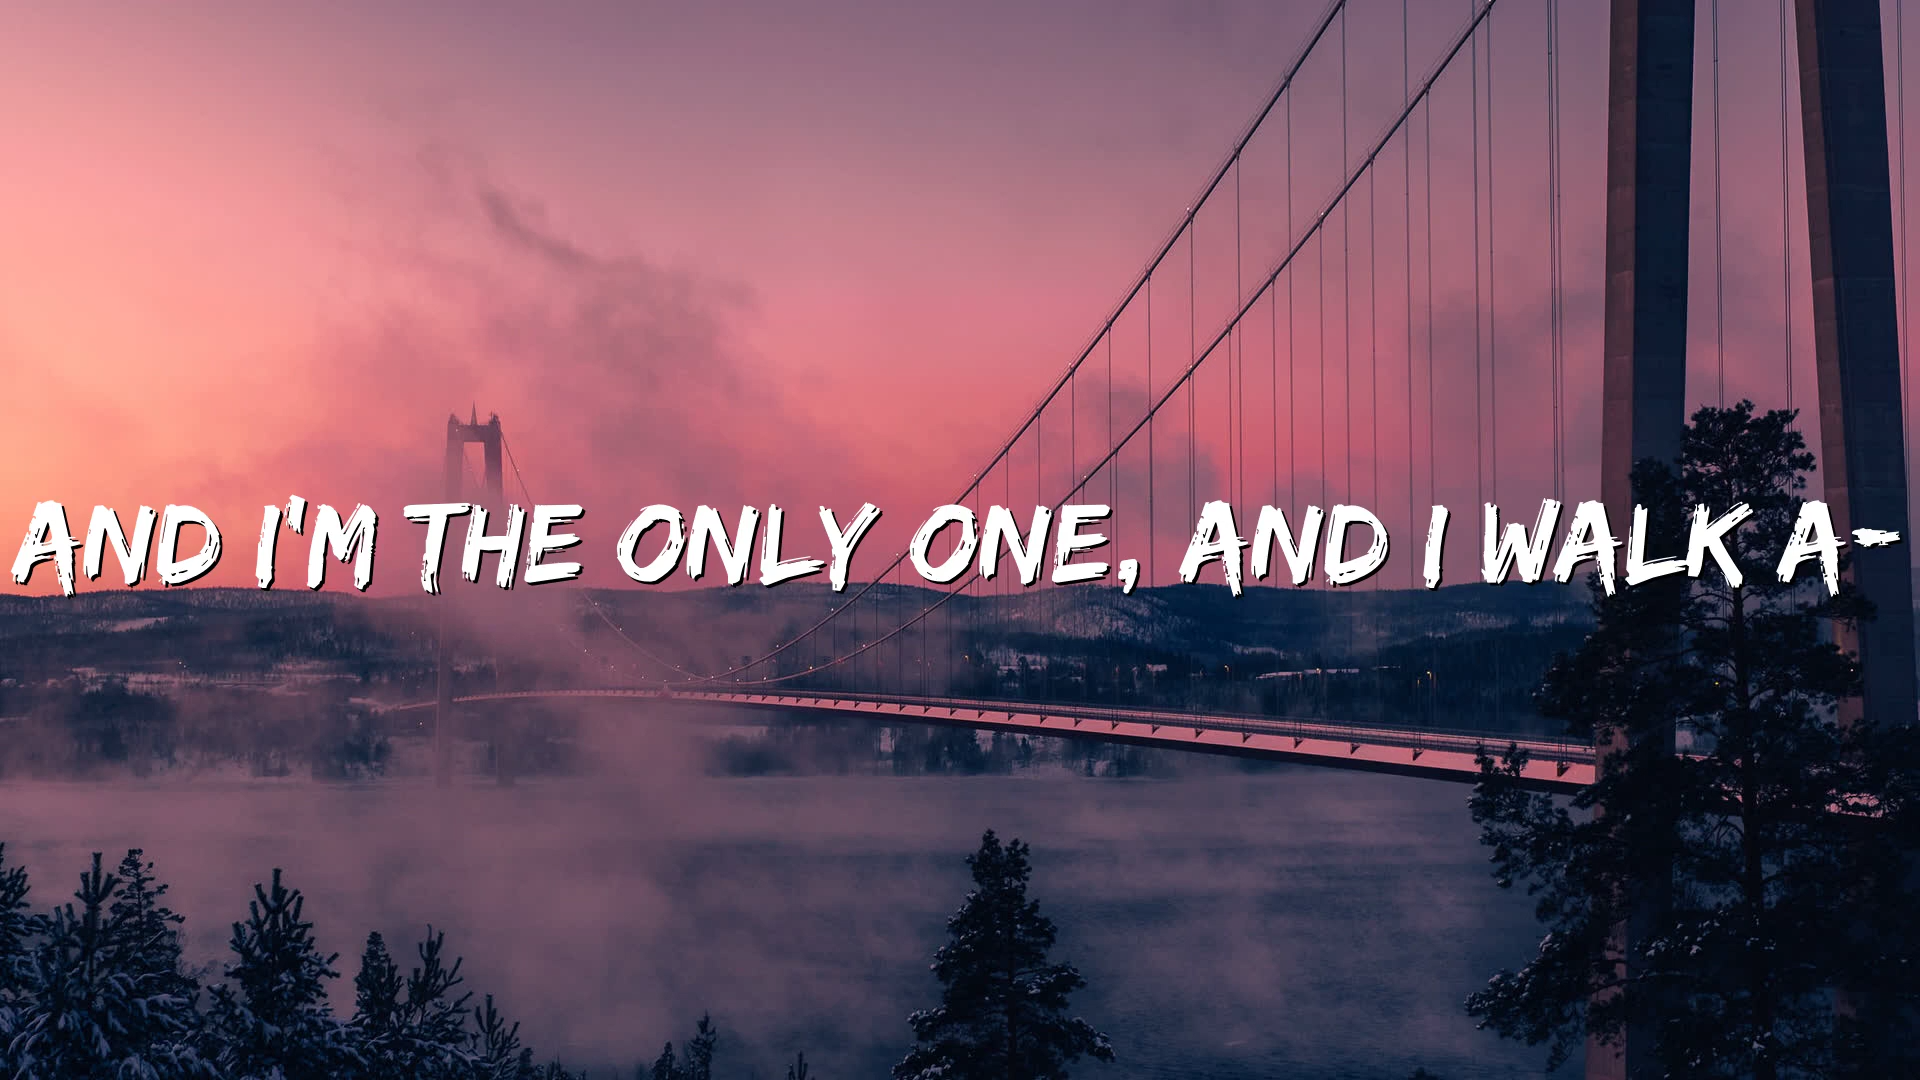 AND I'M THE ONLY ONE, AND I WALK A-